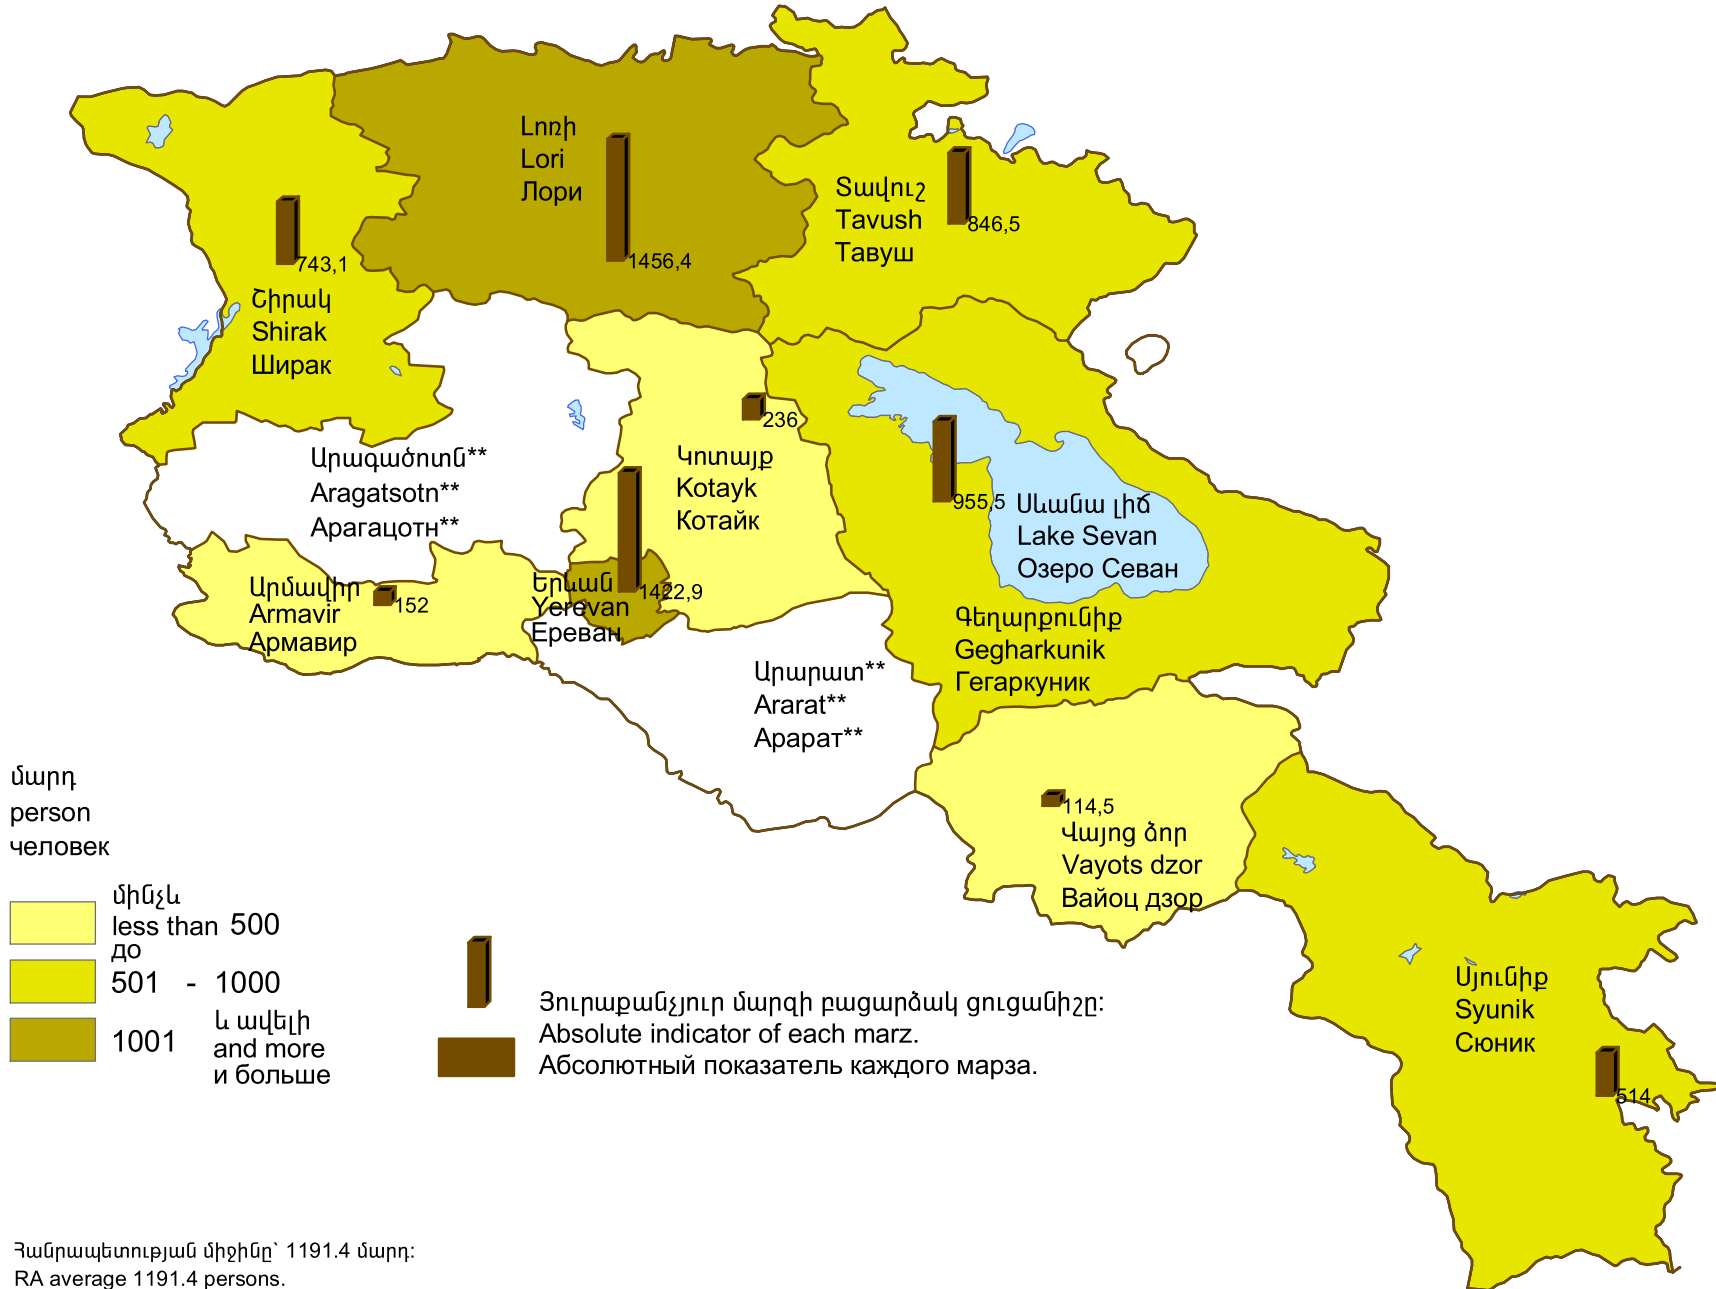 Լոռի
Lori
Лори
1456,4
Տավուշ
Tavush
Тавуш
846,5
743,1
Շիրակ
Shirak
Ширак
236
Կոտայք
Kotayk
Котайк
Արագածոտն**
Aragatsotn**
Арагацотн**
955,5
Սևանա լիճ
Lake Sevan
Озеро Севан
Արմավիր
Armavir
Армавир
152
Երևան
Yerevan
Ереван
1422,9
Գեղարքունիք
Gegharkunik
Гегаркуник
Արարատ**
Ararat**
Арарат**
114,5
Վայոց ձոր
Vayots dzor
Вайоц дзор
Սյունիք
Syunik
Сюник
514
մարդ
person
человек
մինչև
less than 500
до
501 - 1000
1001
և ավելի
and more
и больше
Յուրաքանչյուր մարզի բացարձակ ցուցանիշը:
Absolute indicator of each marz.
Абсолютный показатель каждого марза.
Հանրապետության միջինը` 1191.4 մարդ:
RA average 1191.4 persons.